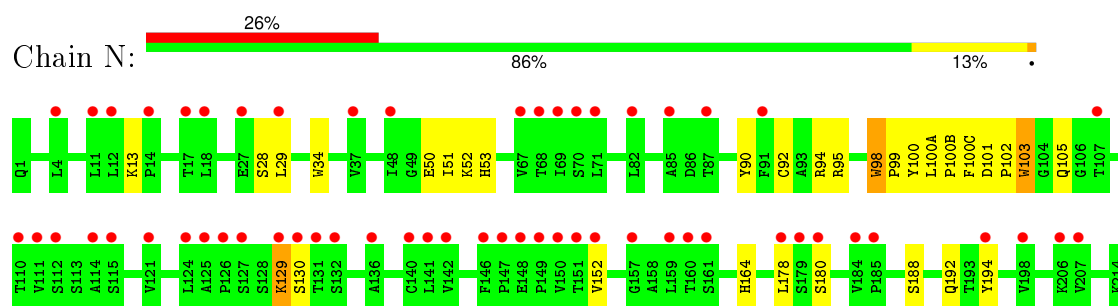 26%
Chain N:
86% 13% •
Q1 L4 L11 L12 K13 P14 T17 L18 E27 S28 L29 W34 V37 I48 G49 E50 I51 K52 H53 V67 T68 I69 S70 L71 L82 A85 D86 T87 Y90 F91 C92 A93 R94 R95 W98 P99 Y100 L100A P100B F100C D101 P102 W103 G104 Q105 G106 T107
T110 V111 S112 S113 A114 S115 V121 L124 A125 P126 S127 S128 K129 S130 T131 S132 A136 C140 L141 V142 F146 P147 E148 P149 V150 T151 V152 G157 A158 L159 T160 S161 H164 L178 S179 S180 V184 P185 S188 Q192 T193 Y194 V198 K206 V207